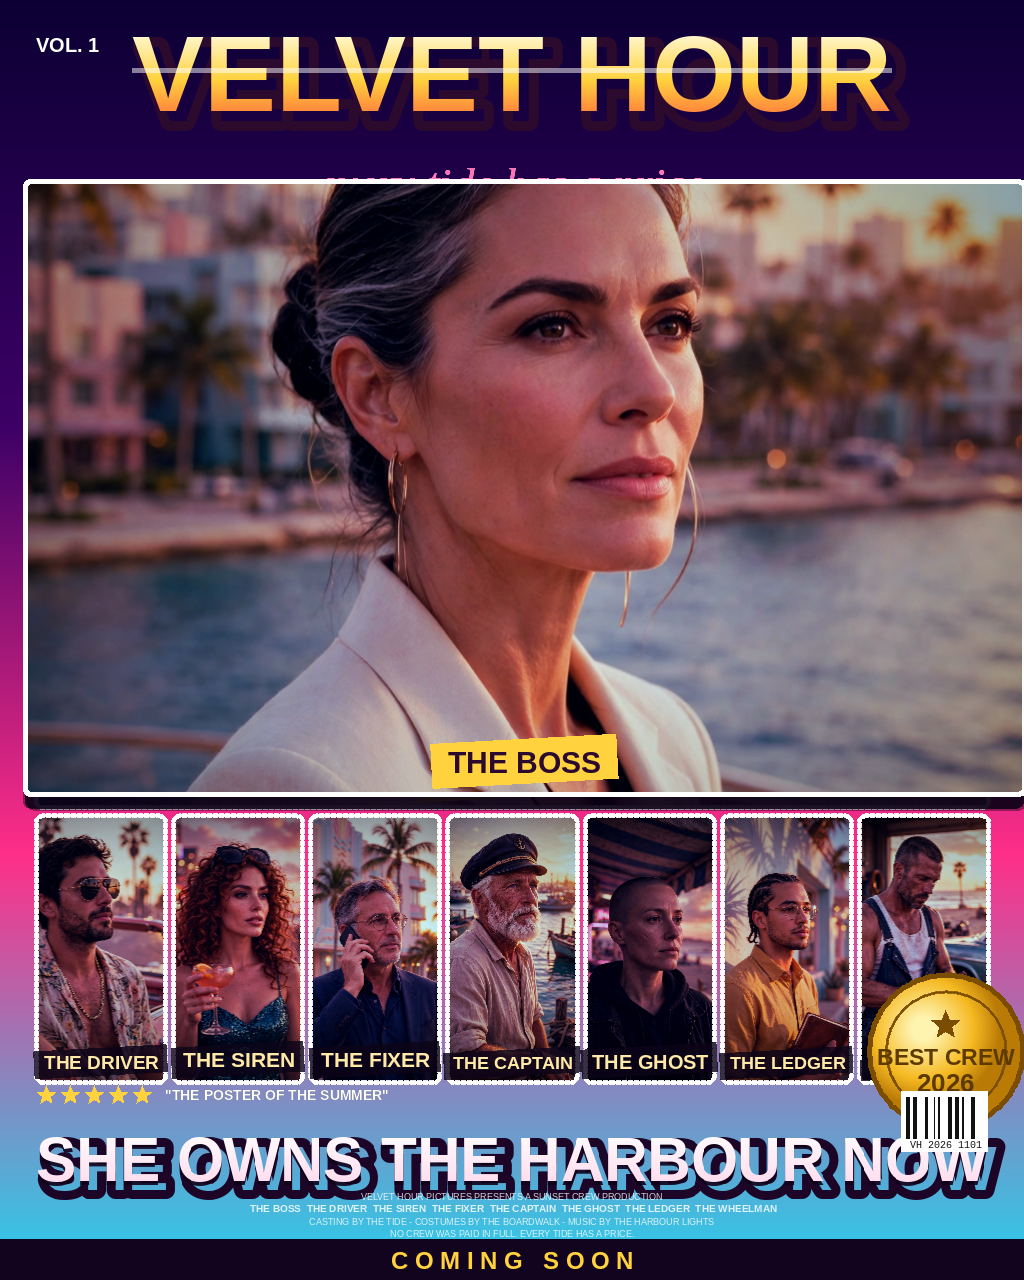 VOL. 1
VELVET HOUR
THE BOSS
THE DRIVER
THE SIREN
THE FIXER
THE CAPTAIN
THE GHOST
THE LEDGER
BEST CREW
2026
"THE POSTER OF THE SUMMER"
VH 2026 1101
SHE OWNS THE HARBOUR NOW
VELVET HOUR PICTURES PRESENTS A SUNSET CREW PRODUCTION
THE BOSS THE DRIVER THE SIREN THE FIXER THE CAPTAIN THE GHOST THE LEDGER THE WHEELMAN
CASTING BY THE TIDE - COSTUMES BY THE BOARDWALK - MUSIC BY THE HARBOUR LIGHTS
NO CREW WAS PAID IN FULL. EVERY TIDE HAS A PRICE.
COMING SOON